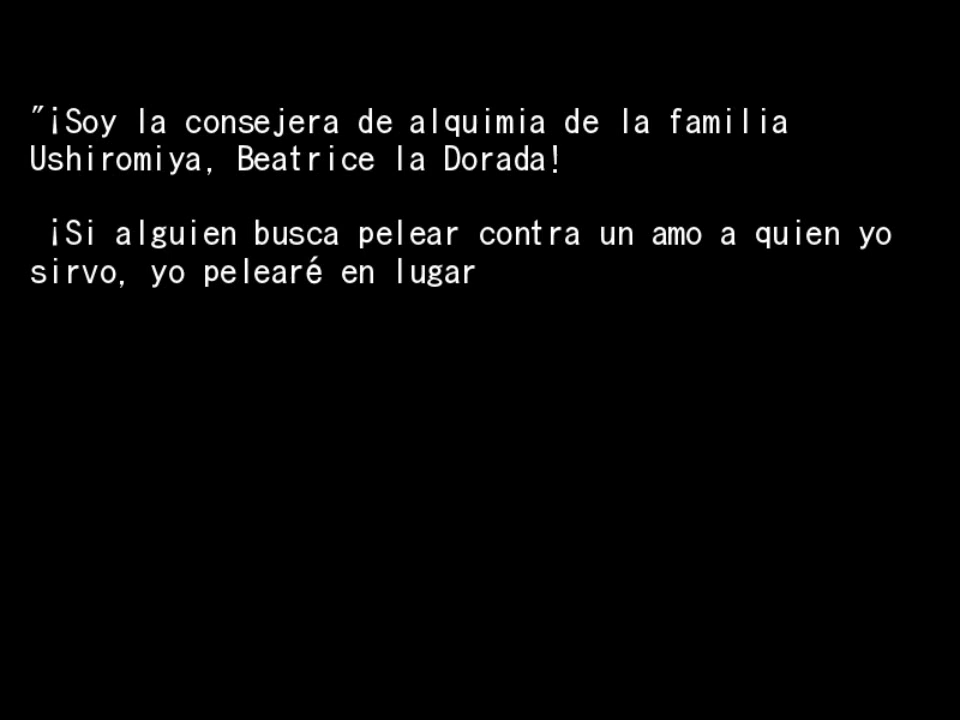 "¡Soy la consejera de alquimia de la familia
Ushiromiya, Beatrice la Dorada!
¡Si alguien busca pelear contra un amo a quien yo
sirvo, yo pelearé en lugar